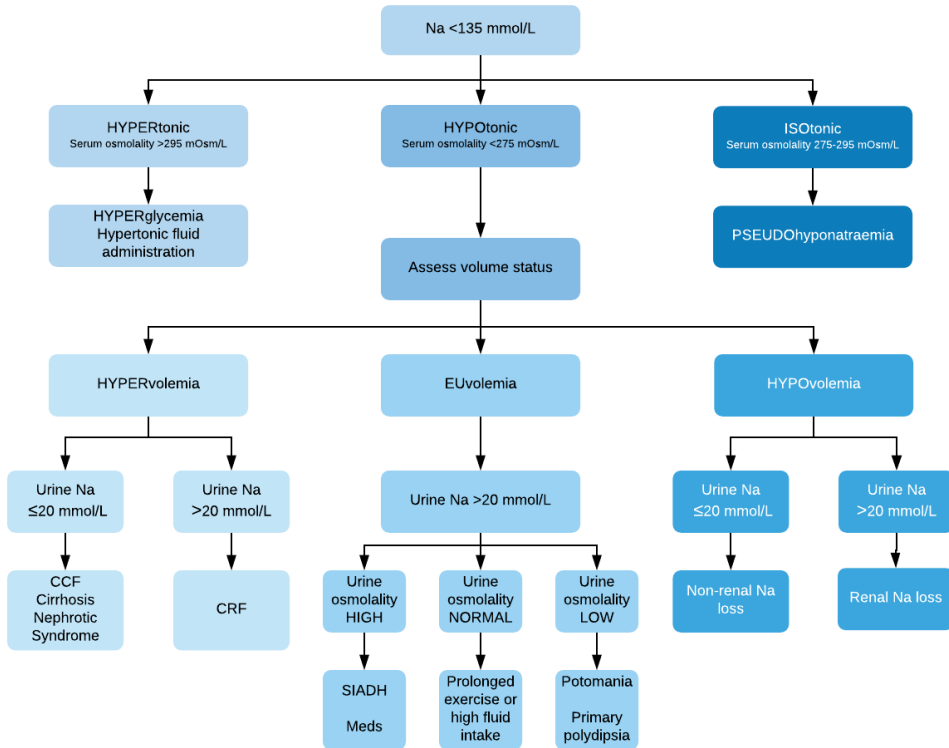 Na <135 mmol/L
HYPERtonic
Serum osmolality >295 mOsm/L
HYPOtonic
Serum osmolality <275 mOsm/L
ISOtonic
Serum osmolality 275-295 mOsm/L
HYPERglycemia
Hypertonic fluid
administration
PSEUDOhyponatraemia
Assess volume status
HYPERvolemia
EUvolemia
HYPOvolemia
Urine Na
≤20 mmol/L
Urine Na
>20 mmol/L
Urine Na >20 mmol/L
Urine Na
≤20 mmol/L
Urine Na
>20 mmol/L
CCF
Cirrhosis
Nephrotic
Syndrome
CRF
Urine
osmolality
HIGH
Urine
osmolality
NORMAL
Urine
osmolality
LOW
Non-renal Na
loss
Renal Na loss
SIADH
Meds
Prolonged
exercise or
high fluid
intake
Potomania
Primary
polydipsia